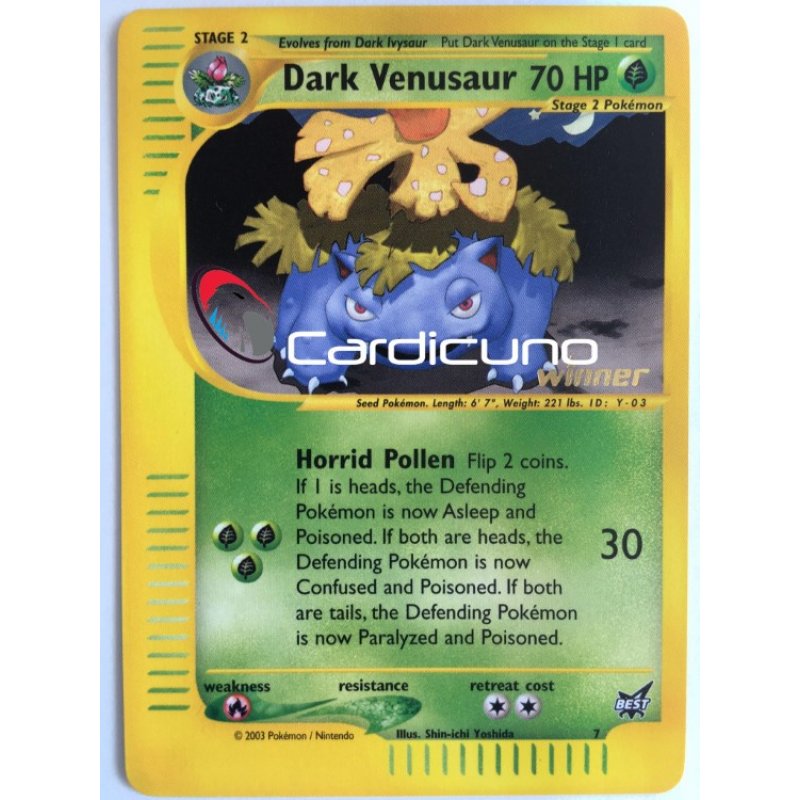 STAGE 2
Evolves from Dark Ivysaur Put Dark Venusaur on the Stage 1 card
Dark Venusaur 70 HP
Stage 2 Pokémon
Cardicuno
winner
Seed Pokémon. Length: 6' 7", Weight: 221 lbs. ID: Y-03
Horrid Pollen Flip 2 coins.
If 1 is heads, the Defending
Pokémon is now Asleep and
Poisoned. If both are heads, the
Defending Pokémon is now
Confused and Poisoned. If both
are tails, the Defending Pokémon
is now Paralyzed and Poisoned.
30
weakness resistance retreat cost
BEST
© 2003 Pokémon / Nintendo Illus. Shin-ichi Yoshida 7